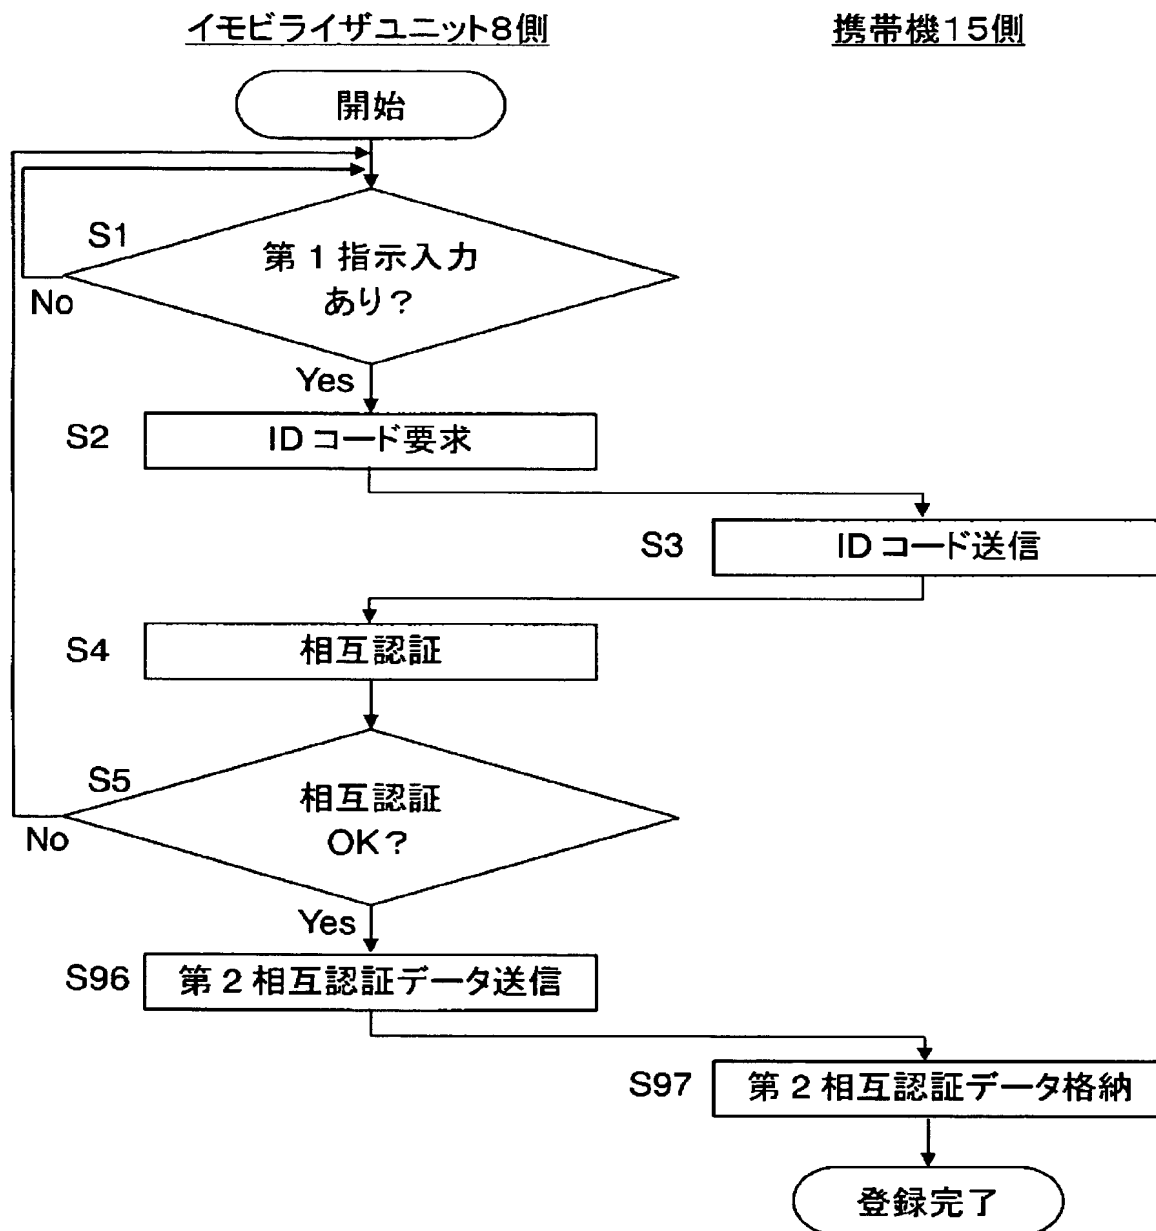 イモビライザユニット8側
携帯機15側
開始
S1
第1指示入力
あり?
No
Yes
S2
IDコード要求
S3
IDコード送信
S4
相互認証
S5
相互認証
OK?
No
Yes
S96
第2相互認証データ送信
S97
第2相互認証データ格納
登録完了